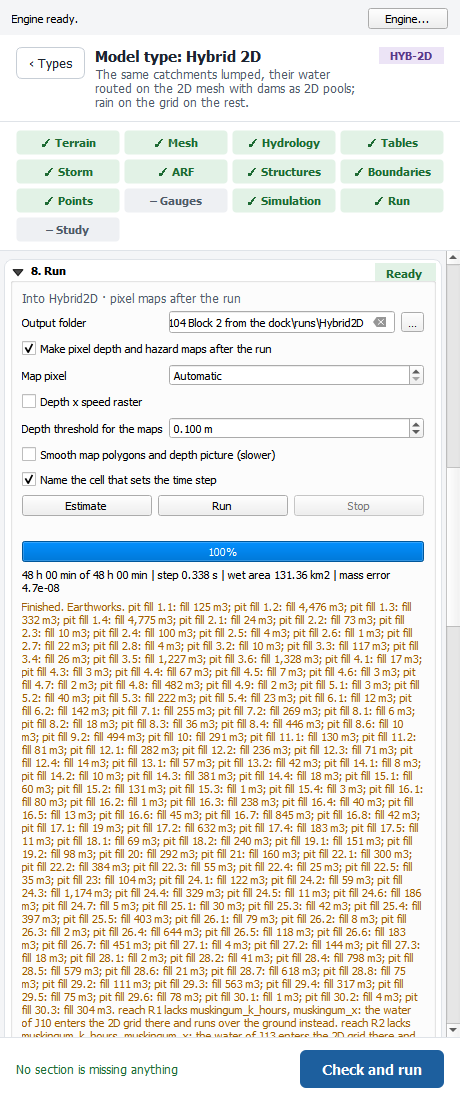 Engine ready.
Engine...
‹ Types
Model type: Hybrid 2D
HYB-2D
The same catchments lumped, their water
routed on the 2D mesh with dams as 2D pools;
rain on the grid on the rest.
✓ Terrain
✓ Mesh
✓ Hydrology
✓ Tables
✓ Storm
✓ ARF
✓ Structures
✓ Boundaries
✓ Points
– Gauges
✓ Simulation
✓ Run
– Study
8. Run
Ready
Into Hybrid2D · pixel maps after the run
Output folder
104 Block 2 from the dock\runs\Hybrid2D
...
Make pixel depth and hazard maps after the run
Map pixel
Automatic
Depth x speed raster
Depth threshold for the maps
0.100 m
Smooth map polygons and depth picture (slower)
Name the cell that sets the time step
Estimate
Run
Stop
100%
48 h 00 min of 48 h 00 min | step 0.338 s | wet area 131.36 km2 | mass error
4.7e-08
Finished. Earthworks. pit fill 1.1: fill 125 m3; pit fill 1.2: fill 4,476 m3; pit fill 1.3: fill
332 m3; pit fill 1.4: fill 4,775 m3; pit fill 2.1: fill 24 m3; pit fill 2.2: fill 73 m3; pit fill
2.3: fill 10 m3; pit fill 2.4: fill 100 m3; pit fill 2.5: fill 4 m3; pit fill 2.6: fill 1 m3; pit fill
2.7: fill 22 m3; pit fill 2.8: fill 4 m3; pit fill 3.2: fill 10 m3; pit fill 3.3: fill 117 m3; pit fill
3.4: fill 26 m3; pit fill 3.5: fill 1,227 m3; pit fill 3.6: fill 1,328 m3; pit fill 4.1: fill 17 m3;
pit fill 4.3: fill 3 m3; pit fill 4.4: fill 67 m3; pit fill 4.5: fill 7 m3; pit fill 4.6: fill 3 m3; pit
fill 4.7: fill 2 m3; pit fill 4.8: fill 482 m3; pit fill 4.9: fill 2 m3; pit fill 5.1: fill 3 m3; pit fill
5.2: fill 40 m3; pit fill 5.3: fill 222 m3; pit fill 5.4: fill 23 m3; pit fill 6.1: fill 12 m3; pit fill
6.2: fill 142 m3; pit fill 7.1: fill 255 m3; pit fill 7.2: fill 269 m3; pit fill 8.1: fill 6 m3; pit
fill 8.2: fill 18 m3; pit fill 8.3: fill 36 m3; pit fill 8.4: fill 446 m3; pit fill 8.6: fill 10
m3; pit fill 9.2: fill 494 m3; pit fill 10: fill 291 m3; pit fill 11.1: fill 130 m3; pit fill 11.2:
fill 81 m3; pit fill 12.1: fill 282 m3; pit fill 12.2: fill 236 m3; pit fill 12.3: fill 71 m3; pit
fill 12.4: fill 14 m3; pit fill 13.1: fill 57 m3; pit fill 13.2: fill 42 m3; pit fill 14.1: fill 8 m3;
pit fill 14.2: fill 10 m3; pit fill 14.3: fill 381 m3; pit fill 14.4: fill 18 m3; pit fill 15.1: fill
60 m3; pit fill 15.2: fill 131 m3; pit fill 15.3: fill 1 m3; pit fill 15.4: fill 3 m3; pit fill 16.1:
fill 80 m3; pit fill 16.2: fill 1 m3; pit fill 16.3: fill 238 m3; pit fill 16.4: fill 40 m3; pit fill
16.5: fill 13 m3; pit fill 16.6: fill 45 m3; pit fill 16.7: fill 845 m3; pit fill 16.8: fill 42 m3;
pit fill 17.1: fill 19 m3; pit fill 17.2: fill 632 m3; pit fill 17.4: fill 183 m3; pit fill 17.5: fill
11 m3; pit fill 18.1: fill 69 m3; pit fill 18.2: fill 240 m3; pit fill 19.1: fill 151 m3; pit fill
19.2: fill 98 m3; pit fill 20: fill 292 m3; pit fill 21: fill 160 m3; pit fill 22.1: fill 300 m3;
pit fill 22.2: fill 384 m3; pit fill 22.3: fill 55 m3; pit fill 22.4: fill 25 m3; pit fill 22.5: fill
35 m3; pit fill 23: fill 104 m3; pit fill 24.1: fill 122 m3; pit fill 24.2: fill 59 m3; pit fill
24.3: fill 1,174 m3; pit fill 24.4: fill 329 m3; pit fill 24.5: fill 11 m3; pit fill 24.6: fill 186
m3; pit fill 24.7: fill 5 m3; pit fill 25.1: fill 30 m3; pit fill 25.3: fill 42 m3; pit fill 25.4: fill
397 m3; pit fill 25.5: fill 403 m3; pit fill 26.1: fill 79 m3; pit fill 26.2: fill 8 m3; pit fill
26.3: fill 2 m3; pit fill 26.4: fill 644 m3; pit fill 26.5: fill 118 m3; pit fill 26.6: fill 183
m3; pit fill 26.7: fill 451 m3; pit fill 27.1: fill 4 m3; pit fill 27.2: fill 144 m3; pit fill 27.3:
fill 18 m3; pit fill 28.1: fill 2 m3; pit fill 28.2: fill 41 m3; pit fill 28.4: fill 798 m3; pit fill
28.5: fill 579 m3; pit fill 28.6: fill 21 m3; pit fill 28.7: fill 618 m3; pit fill 28.8: fill 75
m3; pit fill 29.2: fill 111 m3; pit fill 29.3: fill 563 m3; pit fill 29.4: fill 317 m3; pit fill
29.5: fill 75 m3; pit fill 29.6: fill 78 m3; pit fill 30.1: fill 1 m3; pit fill 30.2: fill 4 m3; pit
fill 30.3: fill 304 m3. reach R1 lacks muskingum_k_hours, muskingum_x: the water
of J10 enters the 2D grid there and runs over the ground instead. reach R2 lacks
muskingum_k_hours, muskingum_x: the water of J13 enters the 2D grid there and
No section is missing anything
Check and run